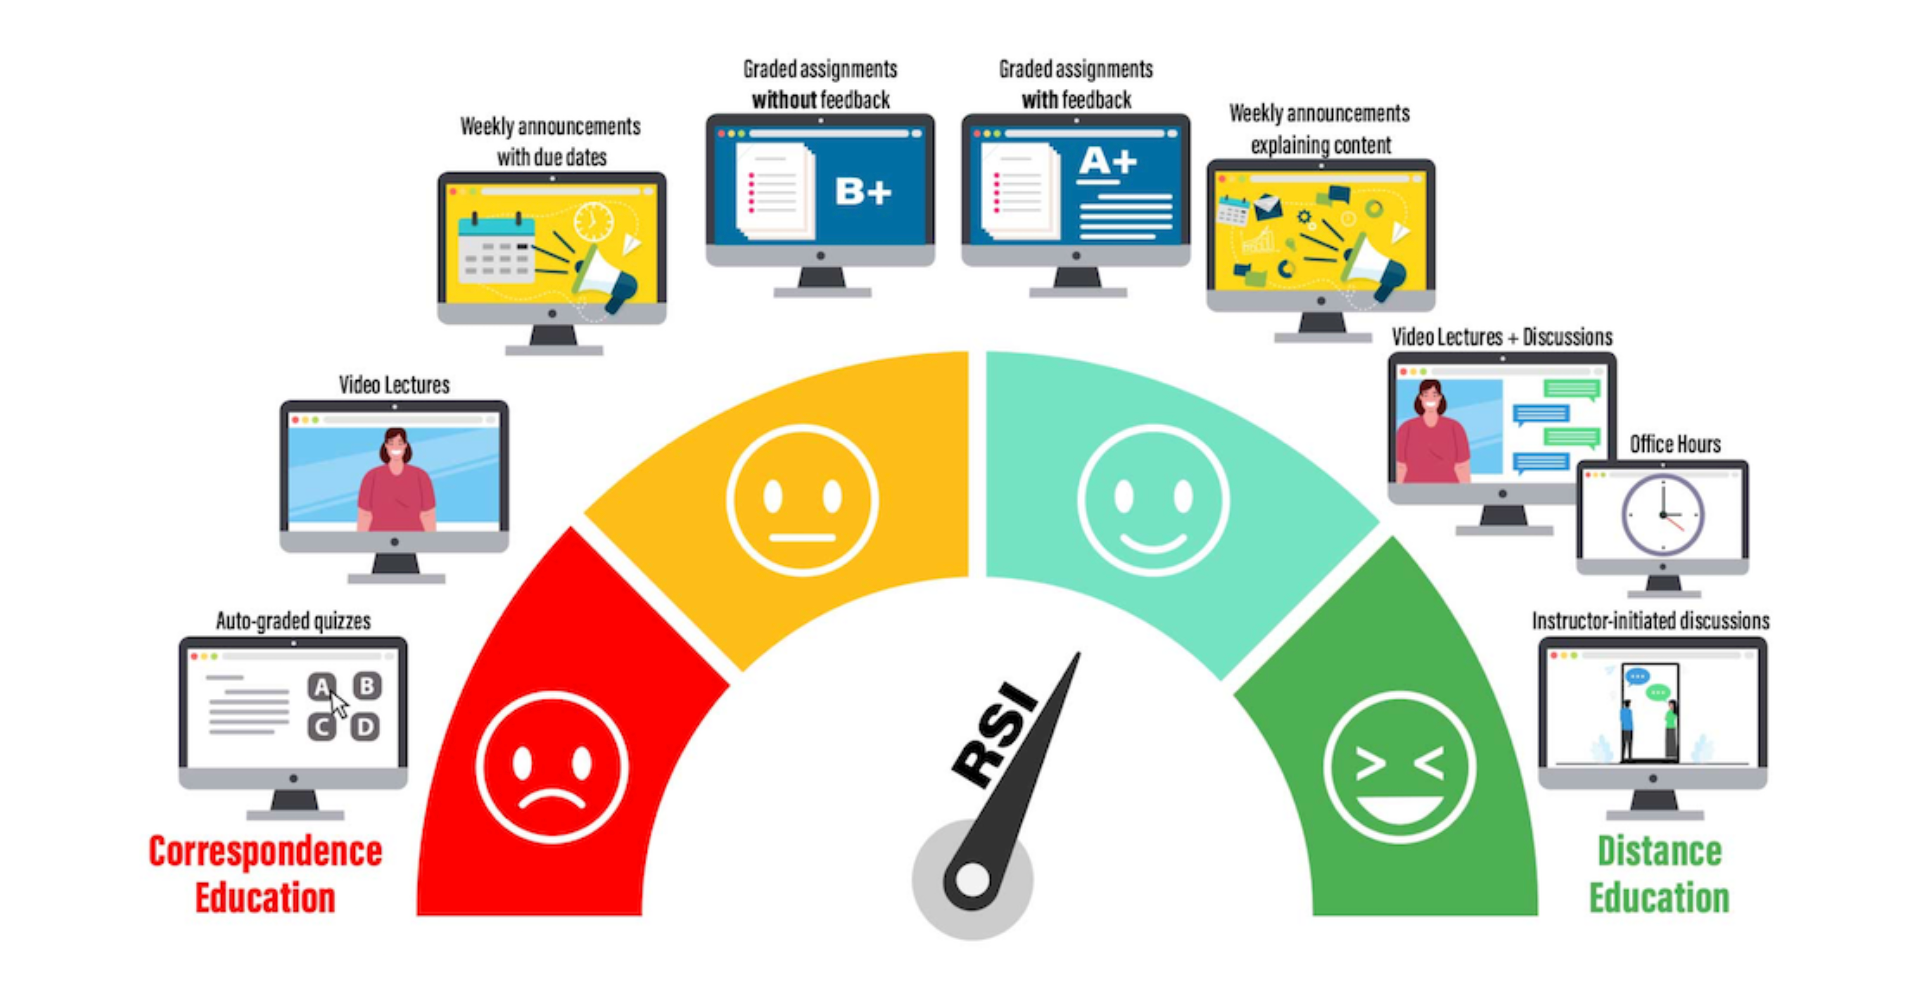 Graded assignments
without feedback
Graded assignments
with feedback
Weekly announcements
with due dates
Weekly announcements
explaining content
B+
A+
Video Lectures
Video Lectures + Discussions
Office Hours
Auto-graded quizzes
A B
C D
Instructor-initiated discussions
RSI
Correspondence
Education
Distance
Education